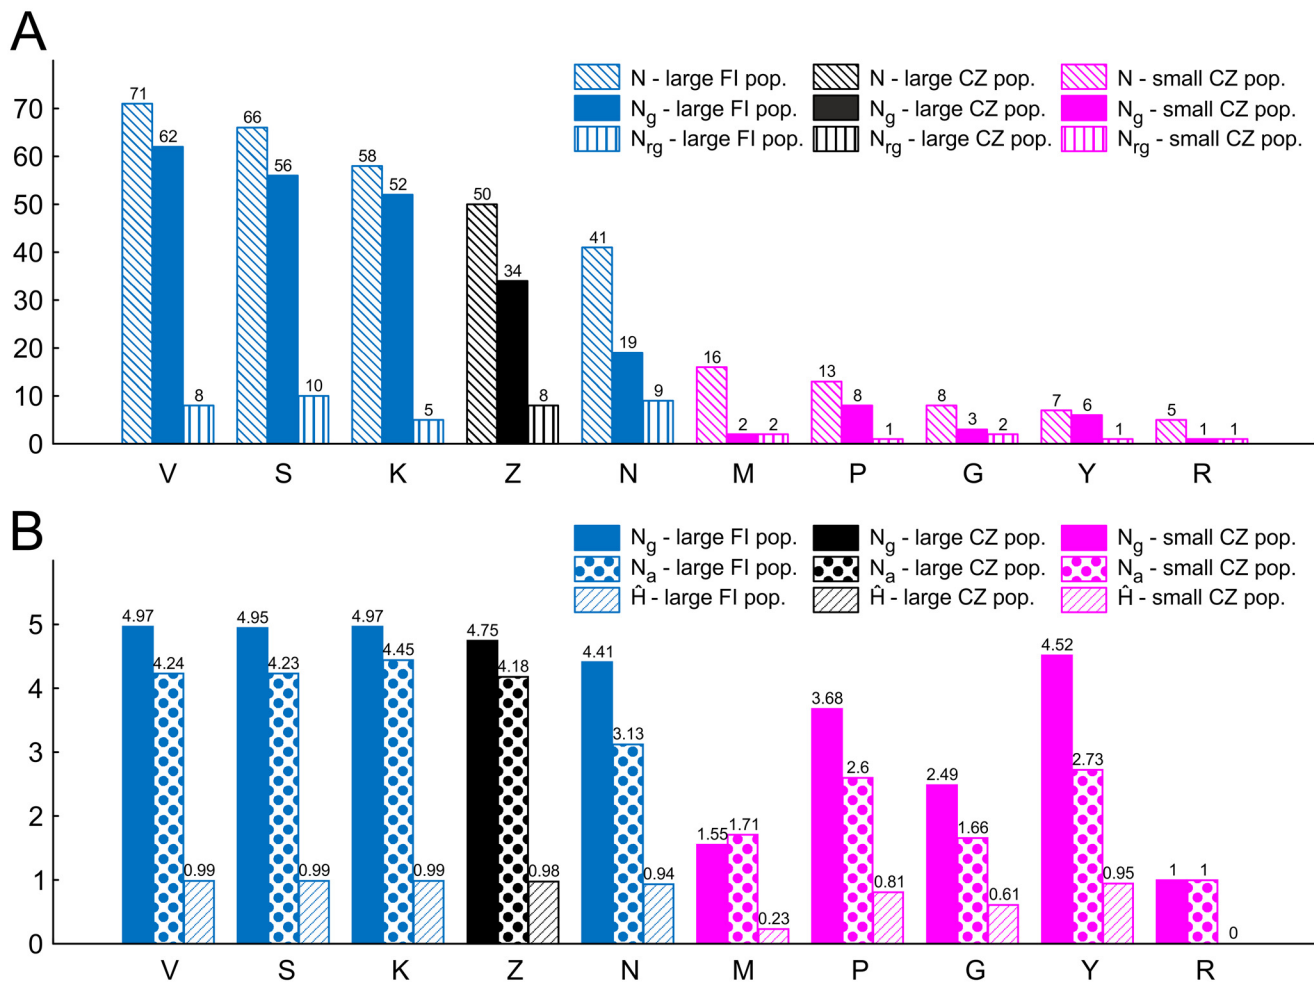 A
N - large FI pop. N - large CZ pop. N - small CZ pop.
Ng - large FI pop. Ng - large CZ pop. Ng - small CZ pop.
Nrg - large FI pop. Nrg - large CZ pop. Nrg - small CZ pop.
70
60
50
40
30
20
10
0
71 62 8 66 56 10 58 52 5 50 34 8 41 19 9 16 2 2 13 8 1 8 3 2 7 6 1 5 1 1
V S K Z N M P G Y R
B
Ng - large FI pop. Ng - large CZ pop. Ng - small CZ pop.
Na - large FI pop. Na - large CZ pop. Na - small CZ pop.
Ĥ - large FI pop. Ĥ - large CZ pop. Ĥ - small CZ pop.
5
4
3
2
1
0
4.97 4.24 0.99 4.95 4.23 0.99 4.97 4.45 0.99 4.75 4.18 0.98 4.41 3.13 0.94 1.55 1.71 0.23 3.68 2.6 0.81 2.49 1.66 0.61 4.52 2.73 0.95 1 1 0
V S K Z N M P G Y R